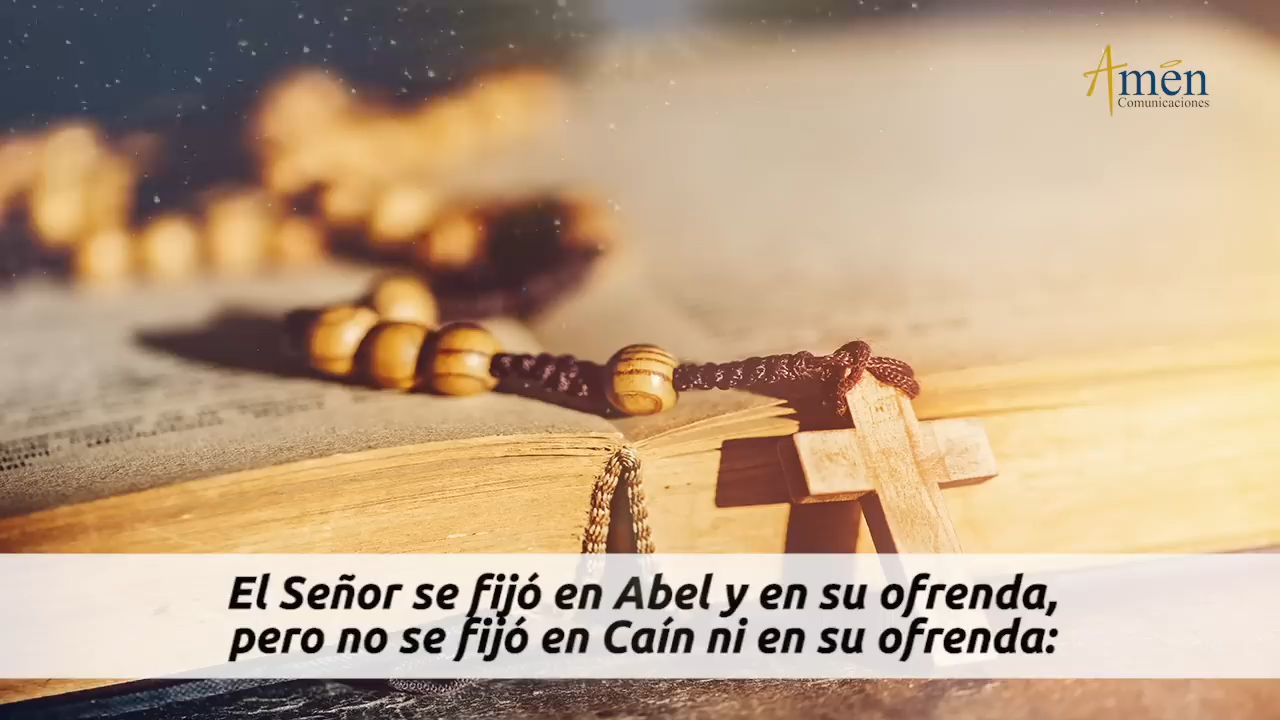 Amén
Comunicaciones
El Señor se fijó en Abel y en su ofrenda,
pero no se fijó en Caín ni en su ofrenda: